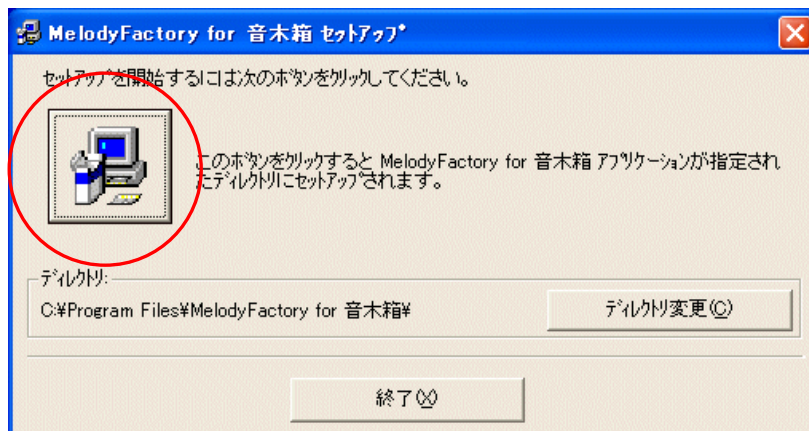 MelodyFactory for 音木箱 ｾｯﾄｱｯﾌﾟ
ｾｯﾄｱｯﾌﾟを開始するには次のﾎﾞﾀﾝをｸﾘｯｸしてください。
このﾎﾞﾀﾝをｸﾘｯｸすると MelodyFactory for 音木箱 ｱﾌﾟﾘｹｰｼｮﾝが指定され
たﾃﾞｨﾚｸﾄﾘにｾｯﾄｱｯﾌﾟされます。
ﾃﾞｨﾚｸﾄﾘ:
C:¥Program Files¥MelodyFactory for 音木箱¥
ﾃﾞｨﾚｸﾄﾘ変更(C)
終了(X)